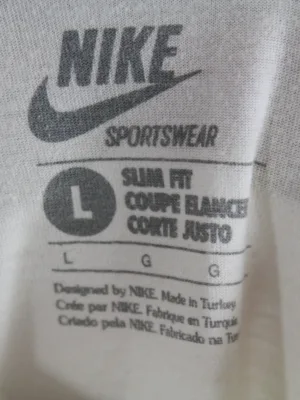 NIKE
SPORTSWEAR
L
SLIM FIT
COUPE ELANCEE
CORTE JUSTO
L G G
Designed by NIKE. Made in Turkey
Crée par NIKE. Fabrique en Turquie
Criado pela NIKE. Fabricado na